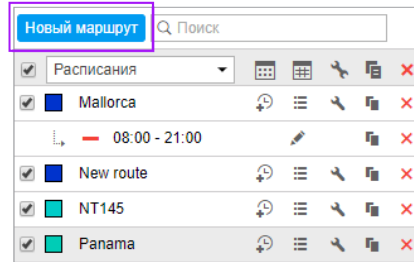 Новый маршрут Поиск
Расписания
Mallorca
08:00 - 21:00
New route
NT145
Panama